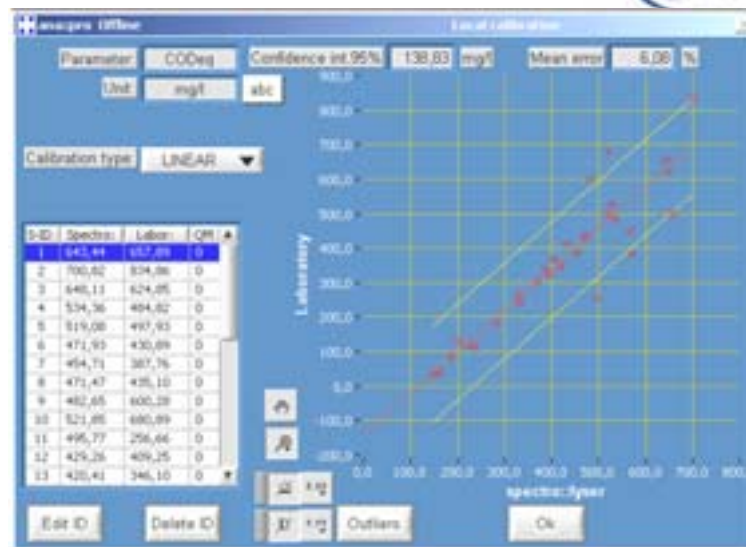 ana::pro Offline Local calibration
Parameter CODeq Confidence int.95% 138,83 mg/l Mean error 6,08 %
Unit mg/l abc
Calibration type LINEAR
S-ID Spectro: Labor: QM
1 643,44 657,89 0
2 700,82 834,86 0
3 648,11 624,05 0
4 534,36 484,82 0
5 519,08 497,93 0
6 471,93 430,89 0
7 454,71 387,76 0
8 471,47 435,10 0
9 482,65 600,28 0
10 521,85 680,89 0
11 495,77 256,66 0
12 429,26 409,25 0
13 420,41 346,10 0
Laboratory
900,0
800,0
700,0
600,0
500,0
400,0
300,0
200,0
100,0
0,0
-100,0
-200,0
0,0 100,0 200,0 300,0 400,0 500,0 600,0 700,0 800,0
spectro::lyser
Edit ID Delete ID Outliers Ok